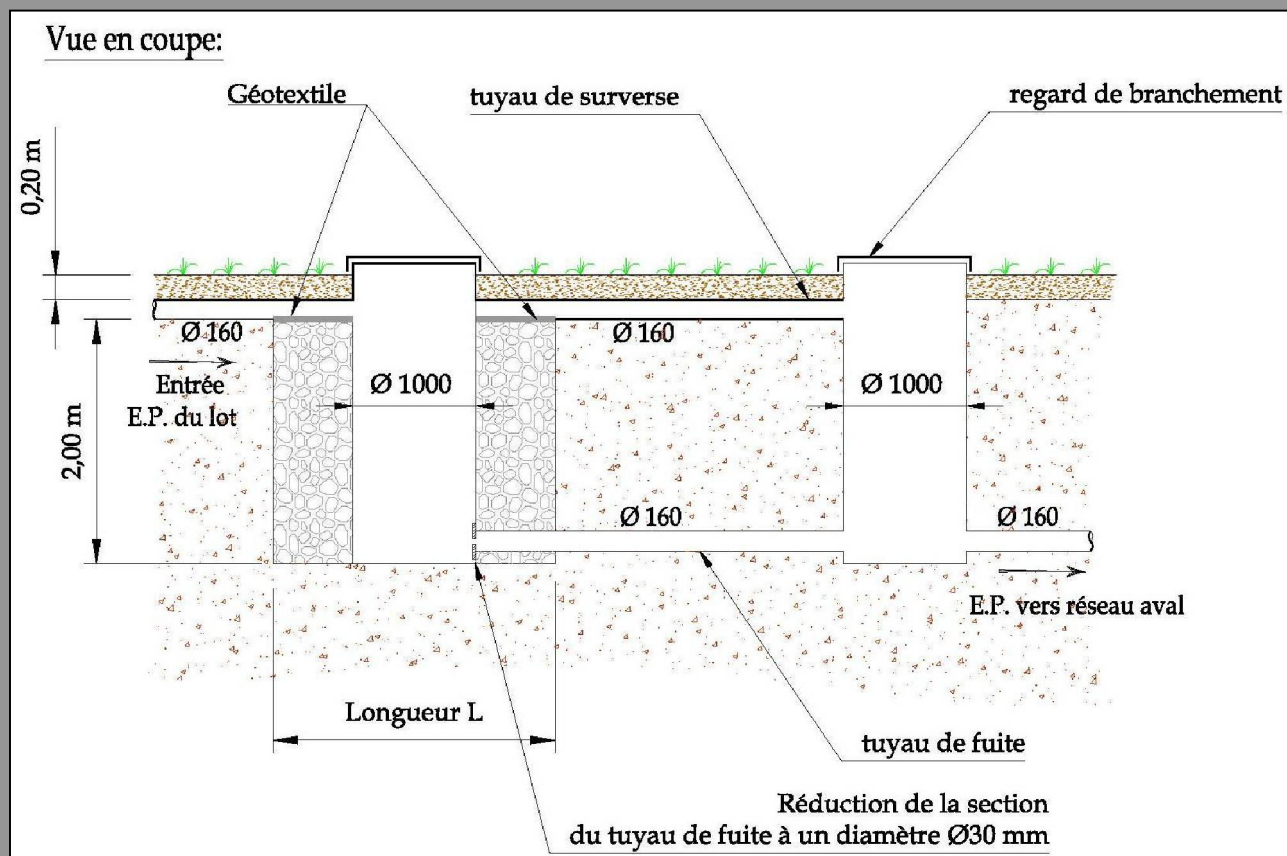 Vue en coupe:
Géotextile
tuyau de surverse
regard de branchement
0,20 m
Ø 160
Ø 160
Entrée
E.P. du lot
Ø 1000
Ø 1000
2,00 m
Ø 160
Ø 160
E.P. vers réseau aval
Longueur L
tuyau de fuite
Réduction de la section
du tuyau de fuite à un diamètre Ø30 mm